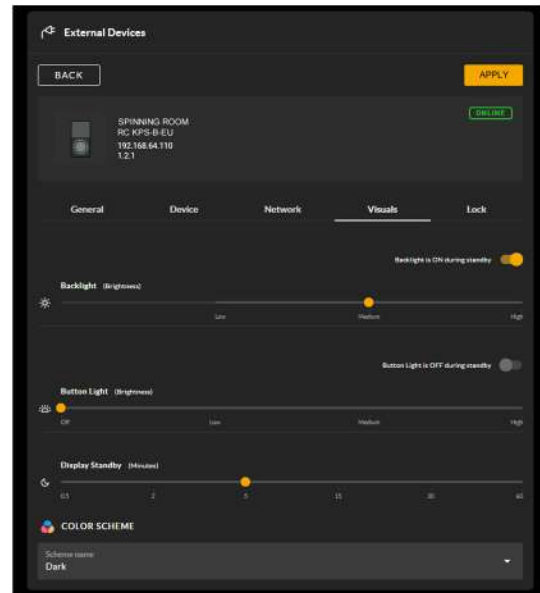 External Devices
BACK
APPLY
SPINNING ROOM
ONLINE
RC KPS-B-EU
192.168.64.110
1.2.1
General Device Network Visuals Lock
Backlight is ON during standby
Backlight (Brightness)
Low Medium High
Button Light is OFF during standby
Button Light (Brightness)
Off Low Medium High
Display Standby (Minutes)
0.5 2 5 15 30 60
COLOR SCHEME
Scheme name
Dark